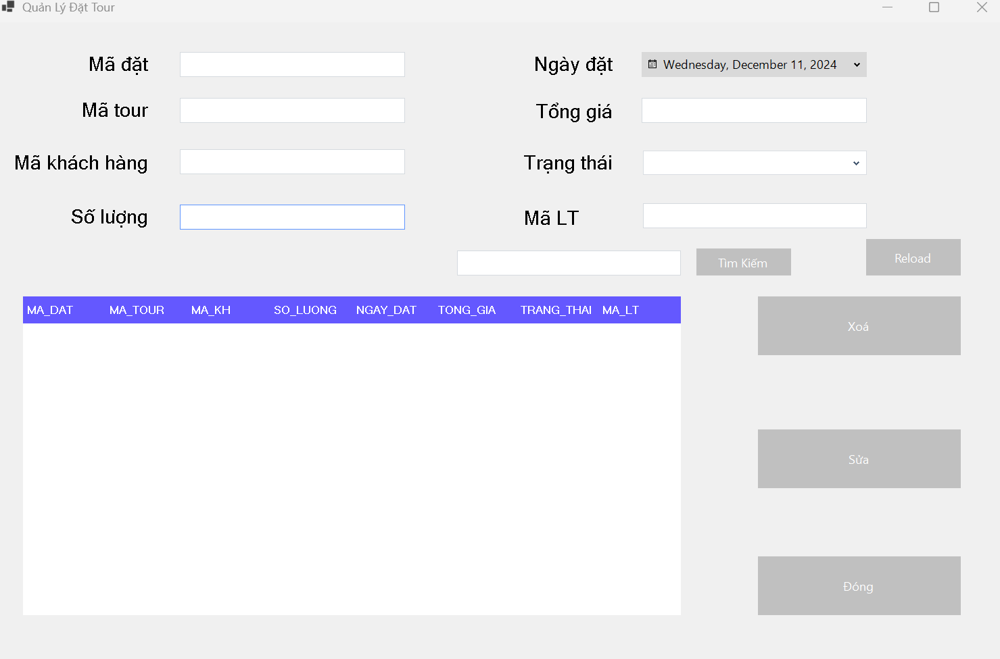 Quản Lý Đặt Tour
Mã đặt
Ngày đặt
Wednesday, December 11, 2024
Mã tour
Tổng giá
Mã khách hàng
Trạng thái
Số lượng
Mã LT
Tìm Kiếm
Reload
MA_DAT MA_TOUR MA_KH SO_LUONG NGAY_DAT TONG_GIA TRANG_THAI MA_LT
Xoá
Sửa
Đóng